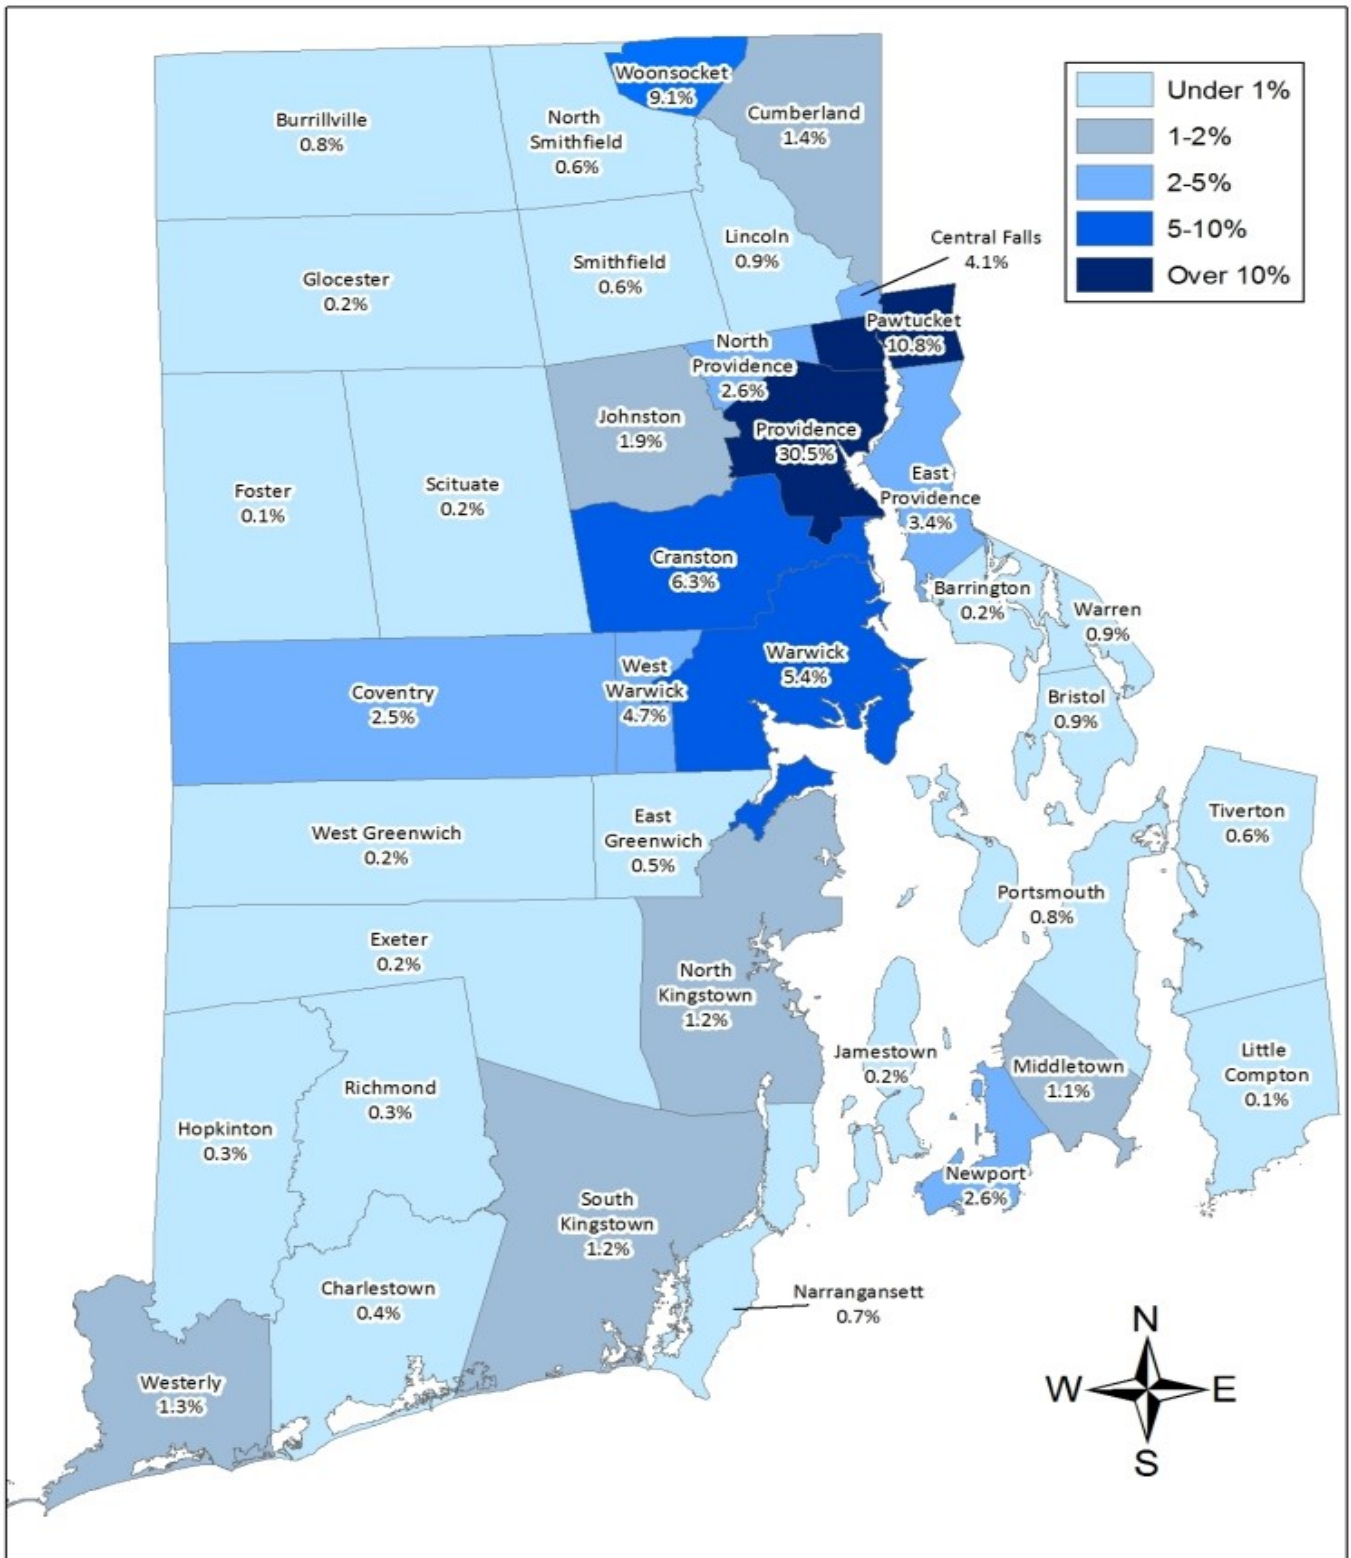 Woonsocket
9.1%
Burrillville
0.8%
North
Smithfield
0.6%
Cumberland
1.4%
Under 1%
1-2%
2-5%
5-10%
Over 10%
Glocester
0.2%
Smithfield
0.6%
Lincoln
0.9%
Central Falls
4.1%
Pawtucket
10.8%
North
Providence
2.6%
Johnston
1.9%
Providence
30.5%
Foster
0.1%
Scituate
0.2%
East
Providence
3.4%
Cranston
6.3%
Barrington
0.2%
Warren
0.9%
Coventry
2.5%
West
Warwick
4.7%
Warwick
5.4%
Bristol
0.9%
West Greenwich
0.2%
East
Greenwich
0.5%
Tiverton
0.6%
Portsmouth
0.8%
Exeter
0.2%
North
Kingstown
1.2%
Jamestown
0.2%
Middletown
1.1%
Little
Compton
0.1%
Richmond
0.3%
Hopkinton
0.3%
Newport
2.6%
South
Kingstown
1.2%
Charlestown
0.4%
Narrangansett
0.7%
Westerly
1.3%
N
W E
S